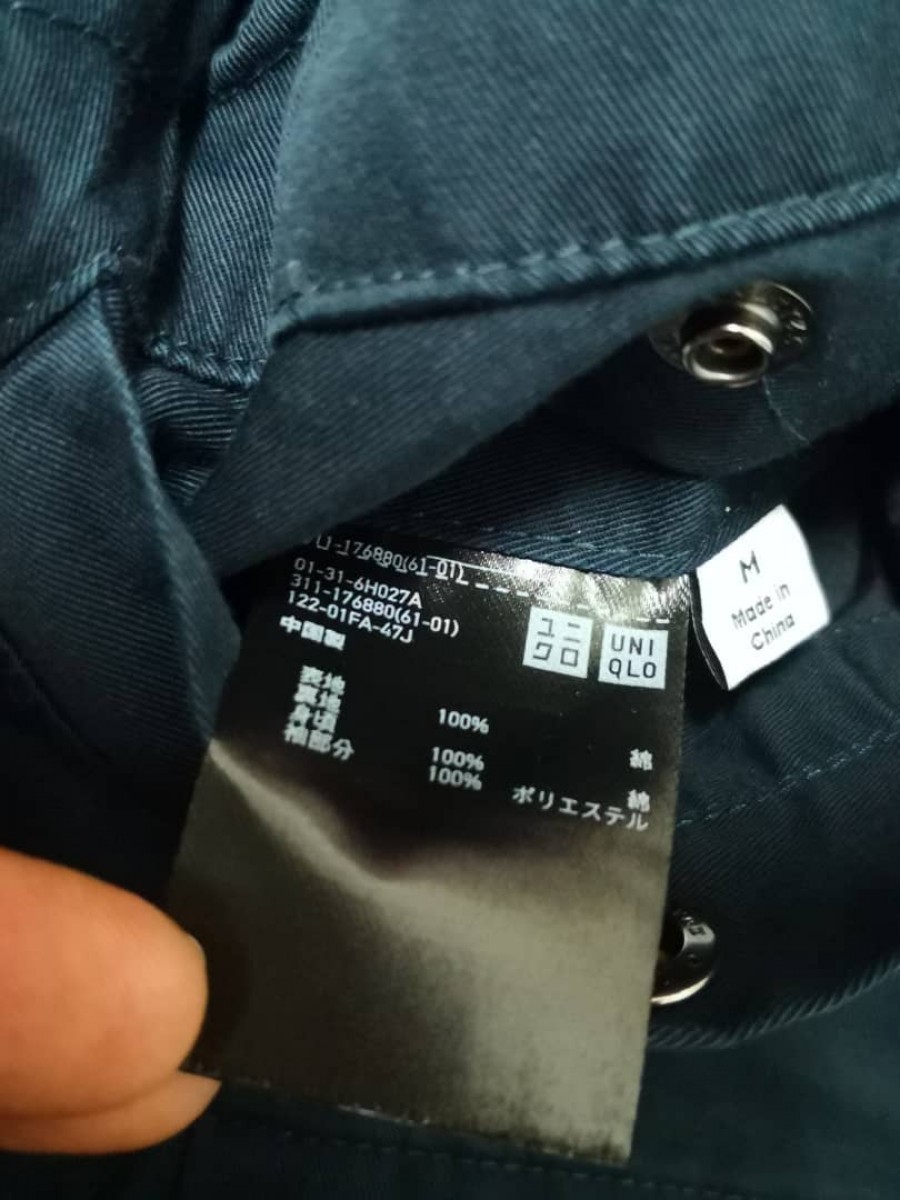 -176880(61-01)
01-31-6H027A
311-176880(61-01)
122-01FA-47J
中国製
ユニ
クロ
UNI
QLO
表地 100% 綿
裏地
身頃 100% 綿
袖部分 100% ポリエステル
M
Made in
China